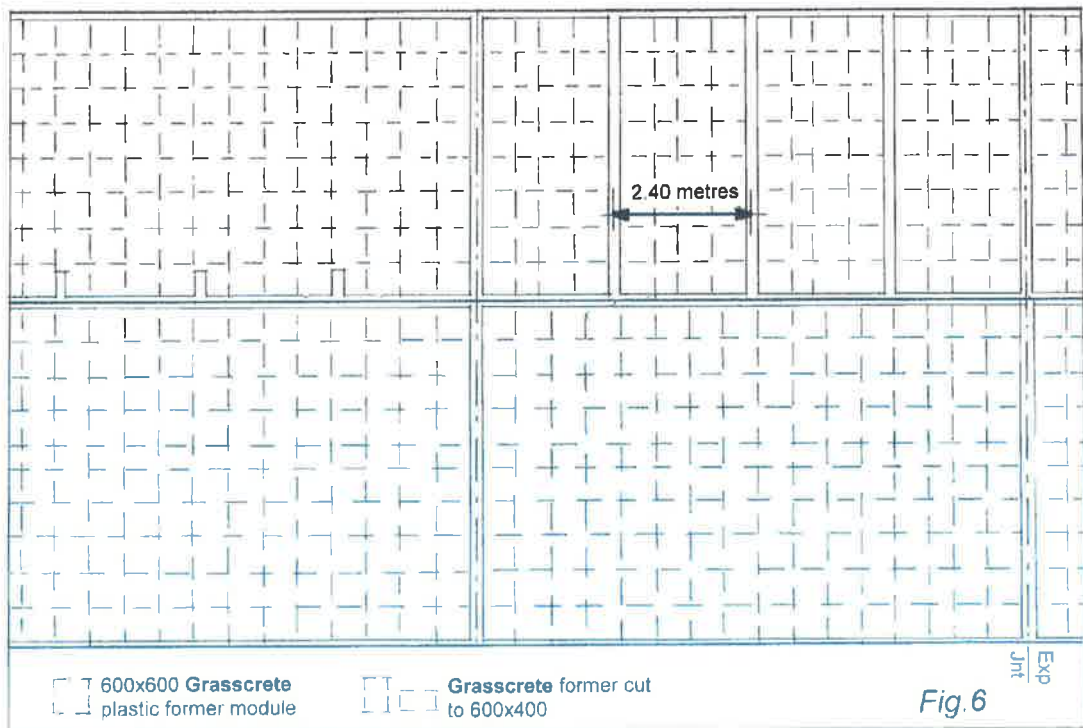 2.40 metres
600x600 Grasscrete
plastic former module
Grasscrete former cut
to 600x400
Exp
Jnt
Fig.6